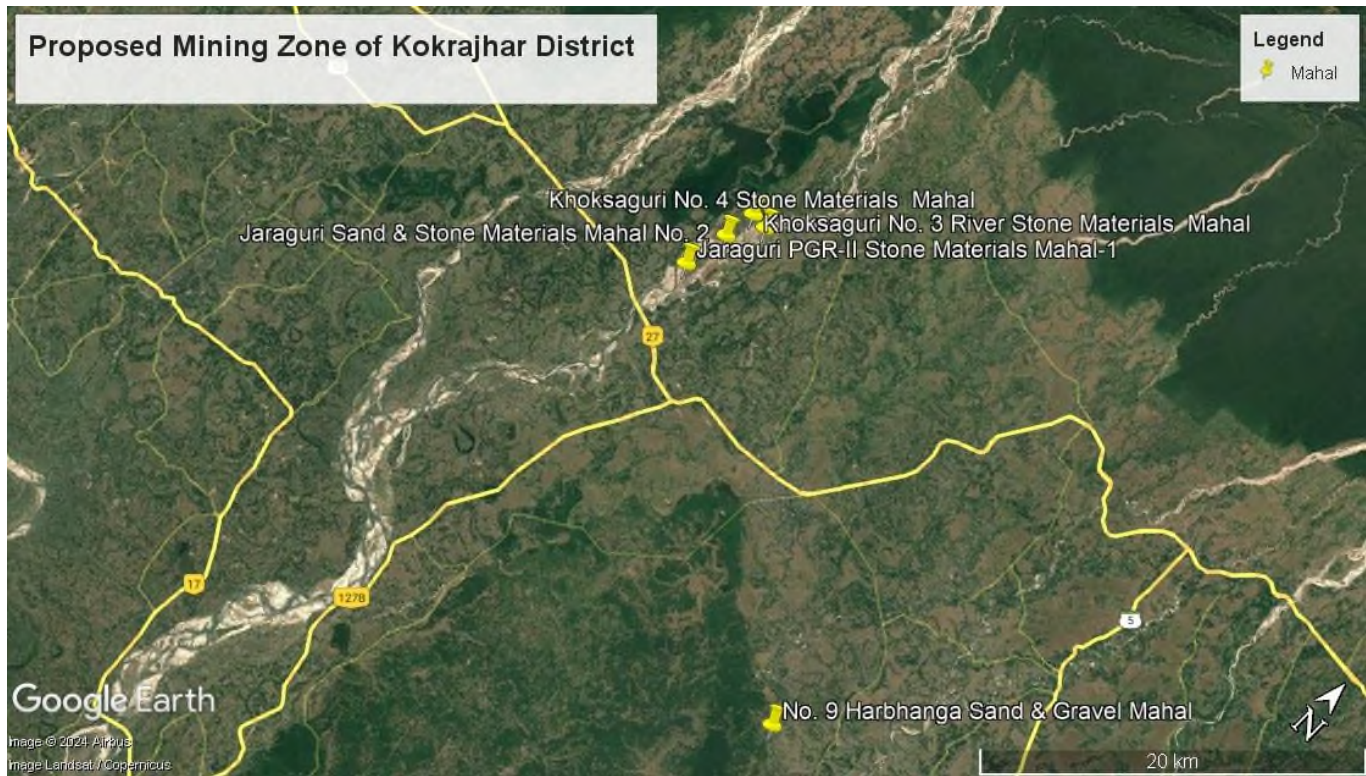 Proposed Mining Zone of Kokrajhar District
Legend
Mahal
Khoksaguri No. 4 Stone Materials Mahal
Khoksaguri No. 3 River Stone Materials Mahal
Jaraguri Sand & Stone Materials Mahal No. 2
Jaraguri PGR-II Stone Materials Mahal-1
27
17
127B
5
No. 9 Harbhanga Sand & Gravel Mahal
Google Earth
Image © 2024 Airbus
Image Landsat / Copernicus
N
20 km